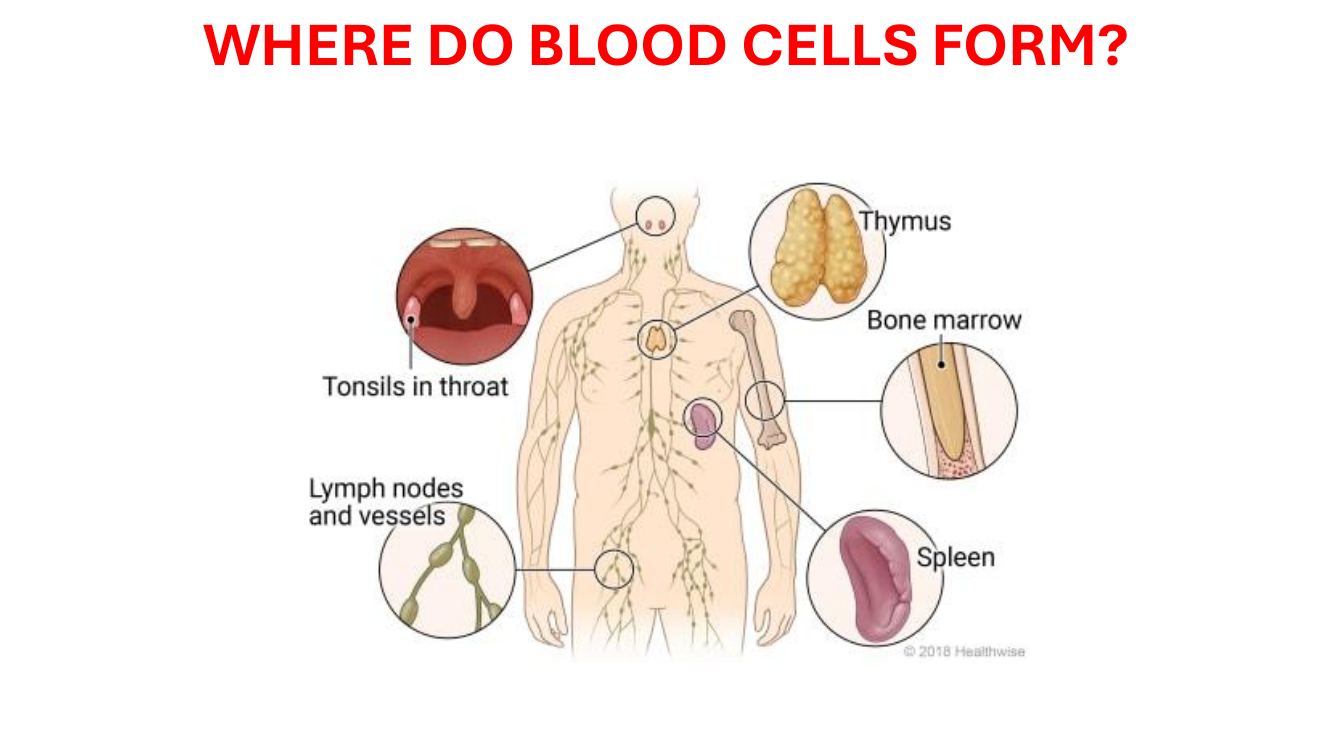 WHERE DO BLOOD CELLS FORM?
Thymus
Bone marrow
Tonsils in throat
Lymph nodes
and vessels
Spleen
© 2018 Healthwise